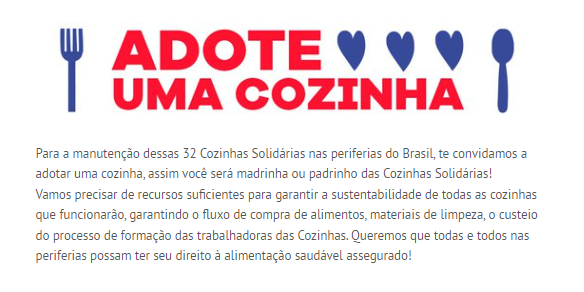 ADOTE
UMA COZINHA
Para a manutenção dessas 32 Cozinhas Solidárias nas periferias do Brasil, te convidamos a
adotar uma cozinha, assim você será madrinha ou padrinho das Cozinhas Solidárias!
Vamos precisar de recursos suficientes para garantir a sustentabilidade de todas as cozinhas
que funcionarão, garantindo o fluxo de compra de alimentos, materiais de limpeza, o custeio
do processo de formação das trabalhadoras das Cozinhas. Queremos que todas e todos nas
periferias possam ter seu direito à alimentação saudável assegurado!